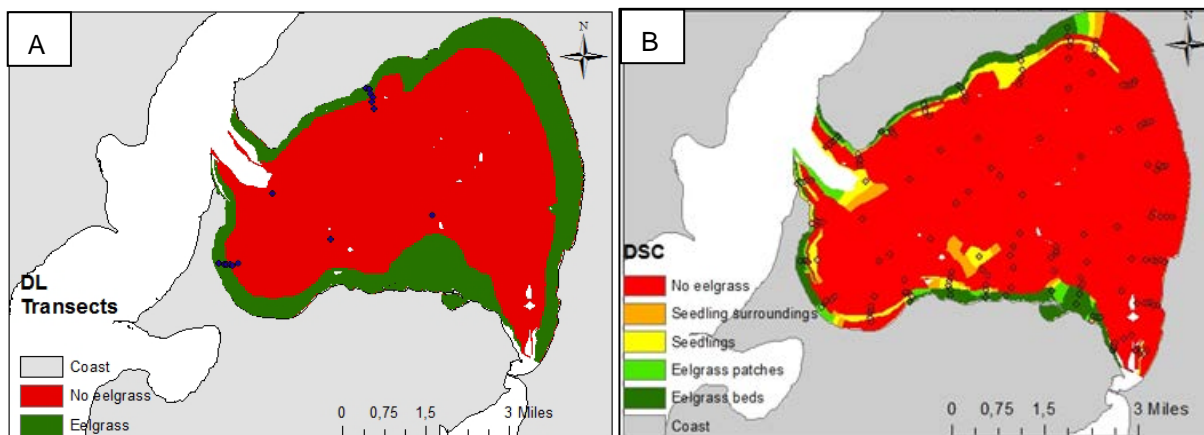 A
N
DL
Transects
Coast
No eelgrass
Eelgrass
0 0,75 1,5 3 Miles
B
N
DSC
No eelgrass
Seedling surroundings
Seedlings
Eelgrass patches
Eelgrass beds
Coast
0 0,75 1,5 3 Miles